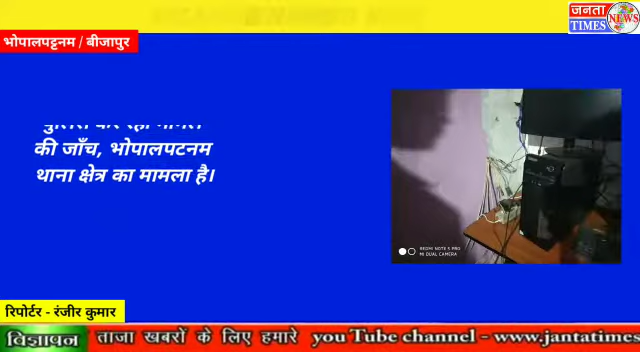 जनता
TIMES NEWS
भोपालपट्टनम / बीजापुर
की जाँच, भोपालपटनम
थाना क्षेत्र का मामला है।
REDMI NOTE 5 PRO
MI DUAL CAMERA
रिपोर्टर - रंजीर कुमार
विज्ञापन ताजा खबरों के लिए हमारे you Tube channel - www.jantatimes